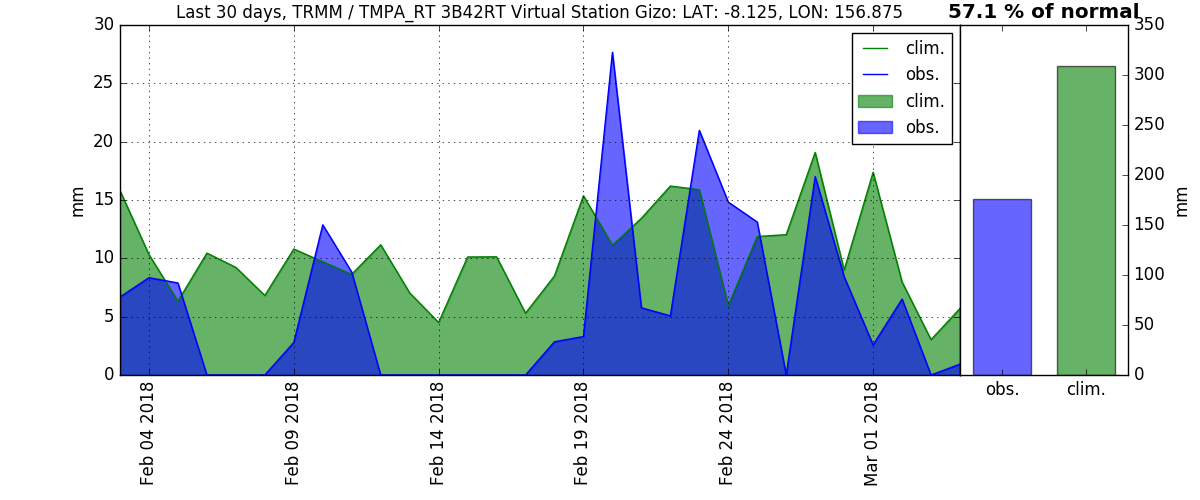 Last 30 days, TRMM / TMPA_RT 3B42RT Virtual Station Gizo: LAT: -8.125, LON: 156.875
57.1 % of normal
30
25
20
15
10
5
0
mm
clim.
obs.
clim.
obs.
Feb 04 2018
Feb 09 2018
Feb 14 2018
Feb 19 2018
Feb 24 2018
Mar 01 2018
350
300
250
200
150
100
50
0
mm
obs.
clim.